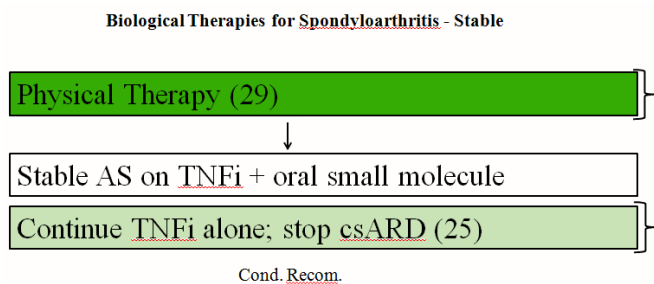 Biological Therapies for Spondyloarthritis - Stable
Physical Therapy (29)
Stable AS on TNFi + oral small molecule
Continue TNFi alone; stop csARD (25)
Cond. Recom.